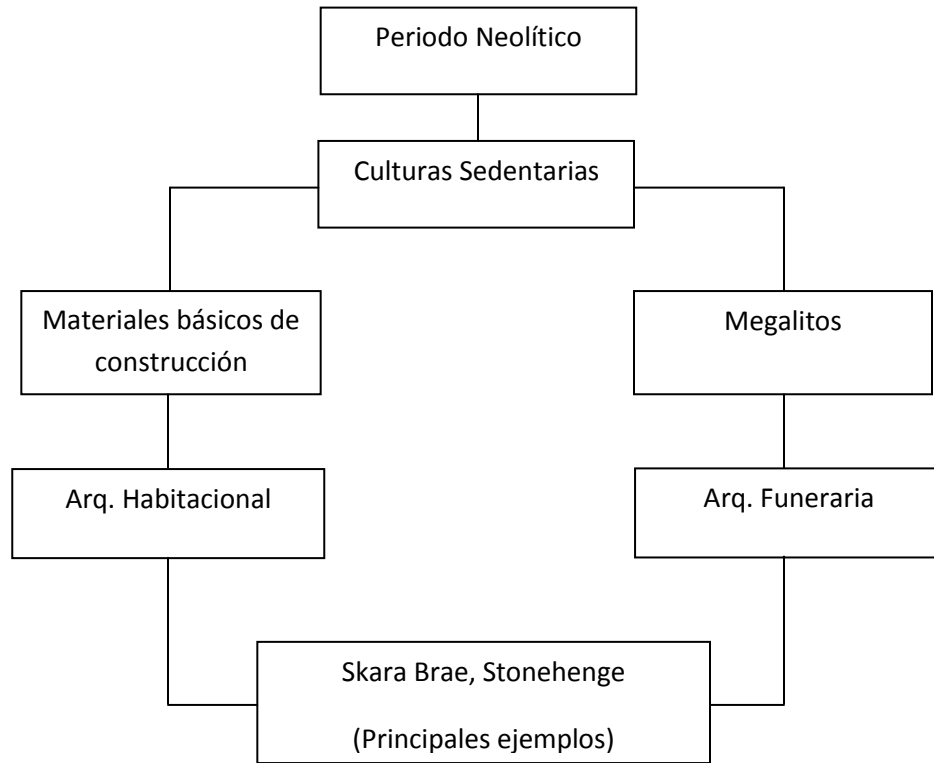 Periodo Neolítico
Culturas Sedentarias
Materiales básicos de
construcción
Megalitos
Arq. Habitacional
Arq. Funeraria
Skara Brae, Stonehenge
(Principales ejemplos)